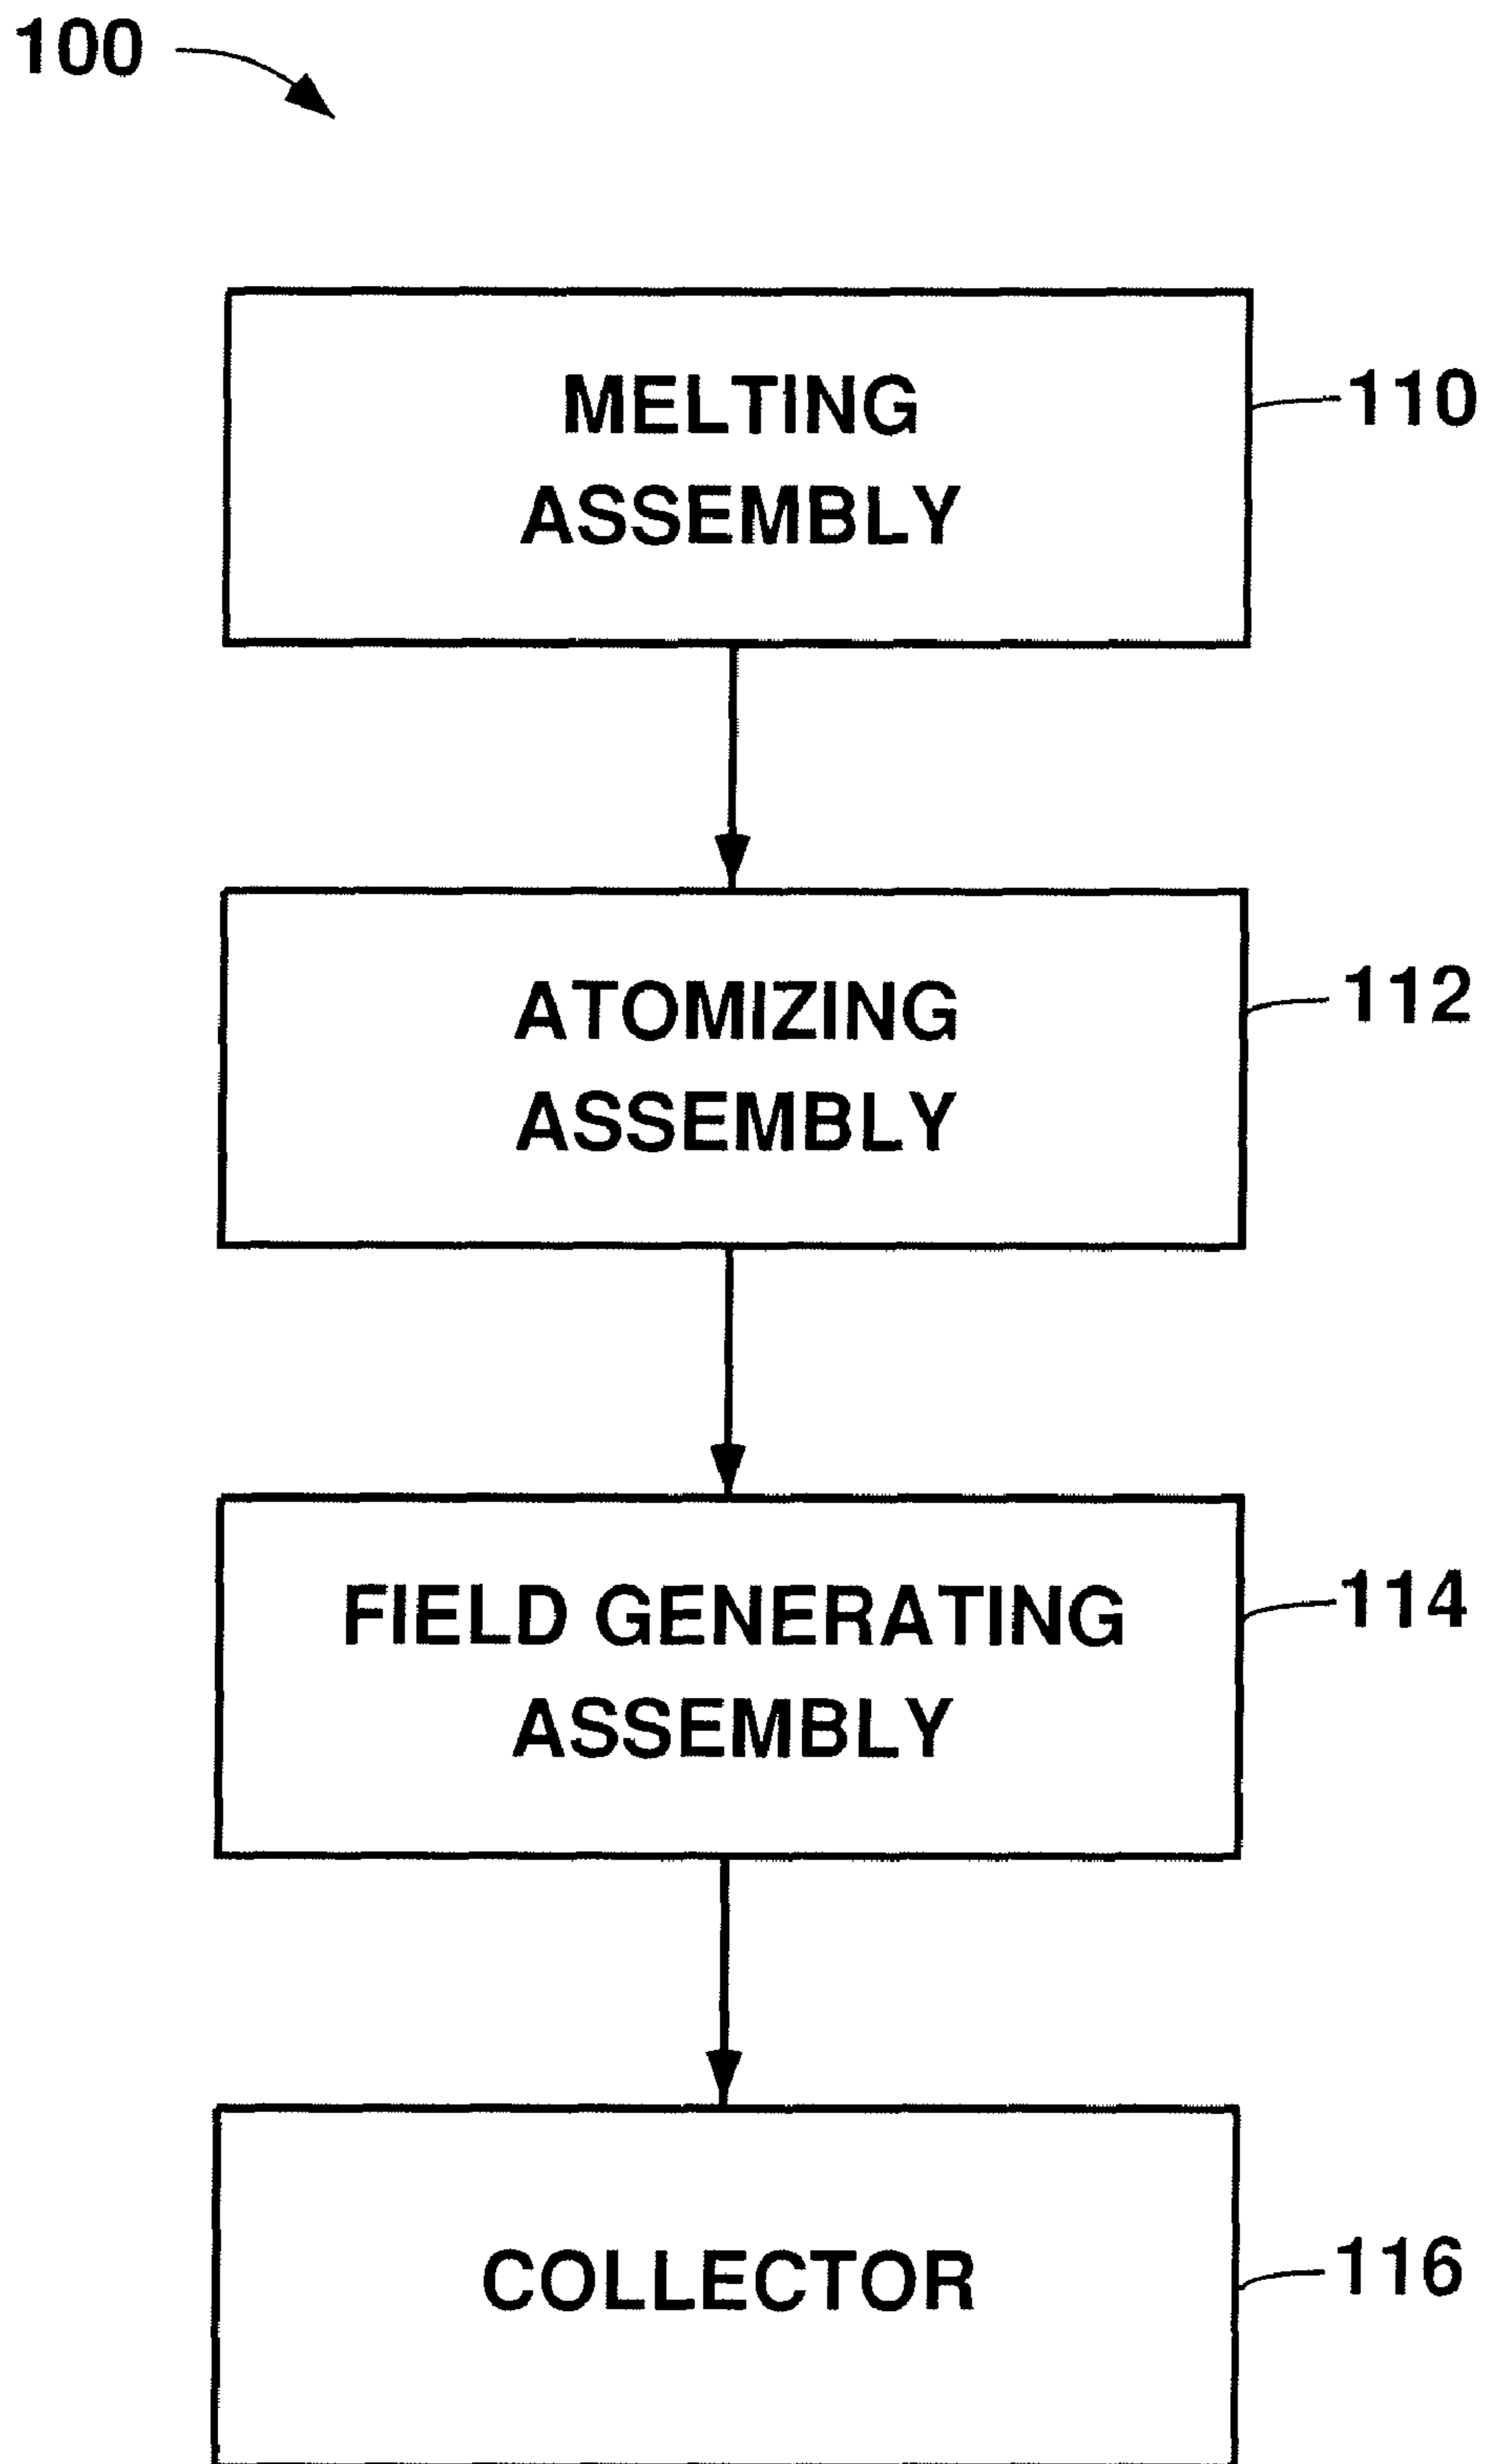 100
MELTING
ASSEMBLY
110
ATOMIZING
ASSEMBLY
112
FIELD GENERATING
ASSEMBLY
114
COLLECTOR
116